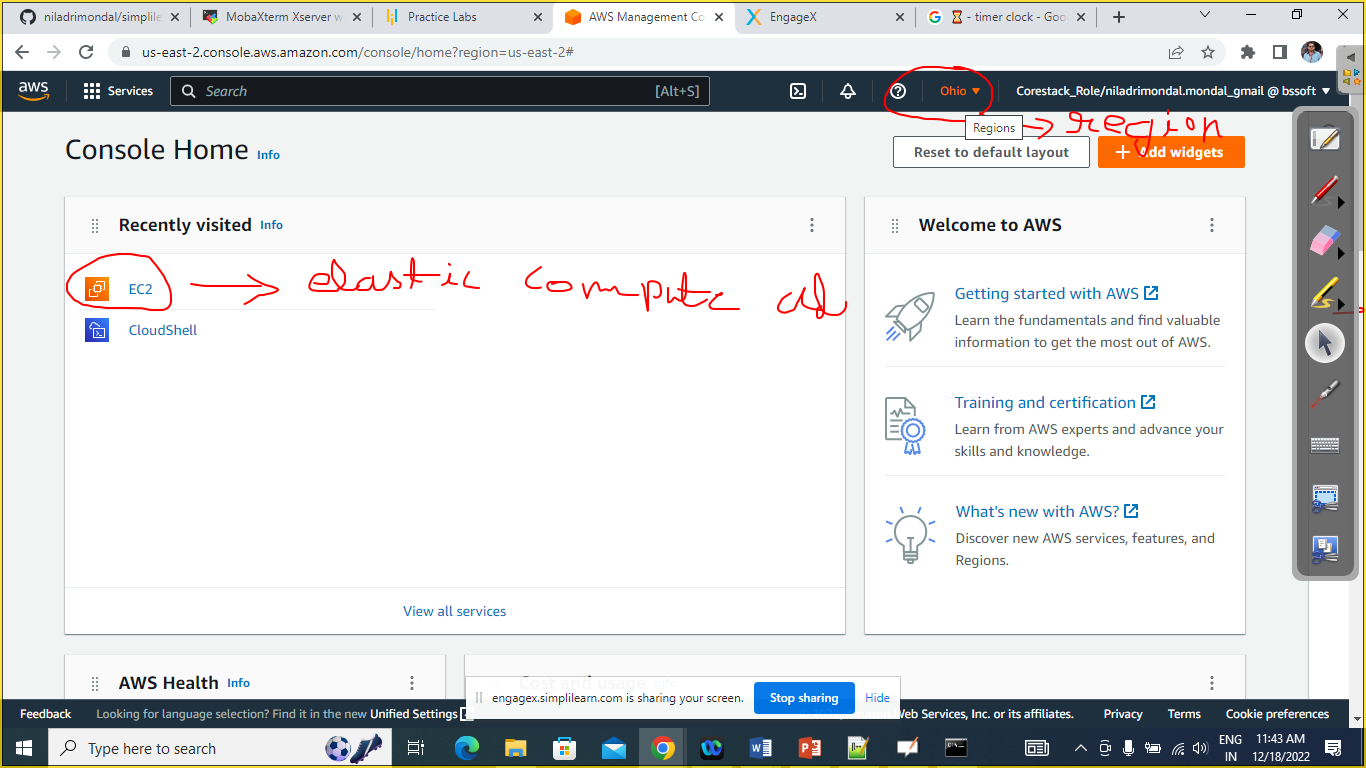 niladrimondal/simplile
MobaXterm Xserver w
Practice Labs
AWS Management Co
EngageX
- timer clock - Goo
us-east-2.console.aws.amazon.com/console/home?region=us-east-2#
aws
Services
Search
[Alt+S]
Ohio
Corestack_Role/niladrimondal.mondal_gmail @ bssoft
Regions
region
Console Home Info
Reset to default layout
Add widgets
Recently visited Info
EC2
elastic compute
CloudShell
View all services
Welcome to AWS
Getting started with AWS
Learn the fundamentals and find valuable
information to get the most out of AWS.
Training and certification
Learn from AWS experts and advance your
skills and knowledge.
What's new with AWS?
Discover new AWS services, features, and
Regions.
AWS Health Info
Cost and usage Info
engagex.simplilearn.com is sharing your screen.
Stop sharing
Hide
Feedback
Looking for language selection? Find it in the new Unified Settings
Web Services, Inc. or its affiliates.
Privacy
Terms
Cookie preferences
Type here to search
ENG
IN
11:43 AM
12/18/2022